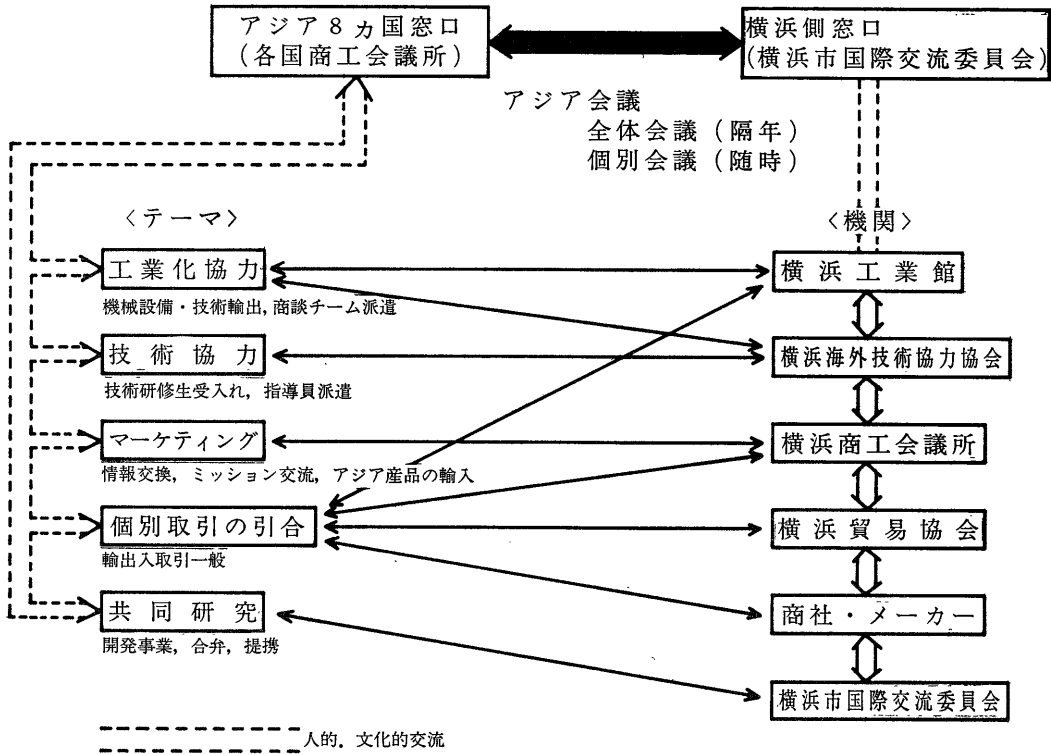 アジア８ヵ国窓口
(各国商工会議所)
横浜側窓口
(横浜市国際交流委員会)
アジア会議
全体会議(隔年)
個別会議(随時)
〈テーマ〉
〈機関〉
工業化協力
機械設備・技術輸出,商談チーム派遣
横浜工業館
技術協力
技術研修生受入れ,指導員派遣
横浜海外技術協力協会
マーケティング
情報交換,ミッション交流,アジア産品の輸入
横浜商工会議所
個別取引の引合
輸出入取引一般
横浜貿易協会
共同研究
開発事業,合弁,提携
商社・メーカー
横浜市国際交流委員会
人的.文化的交流